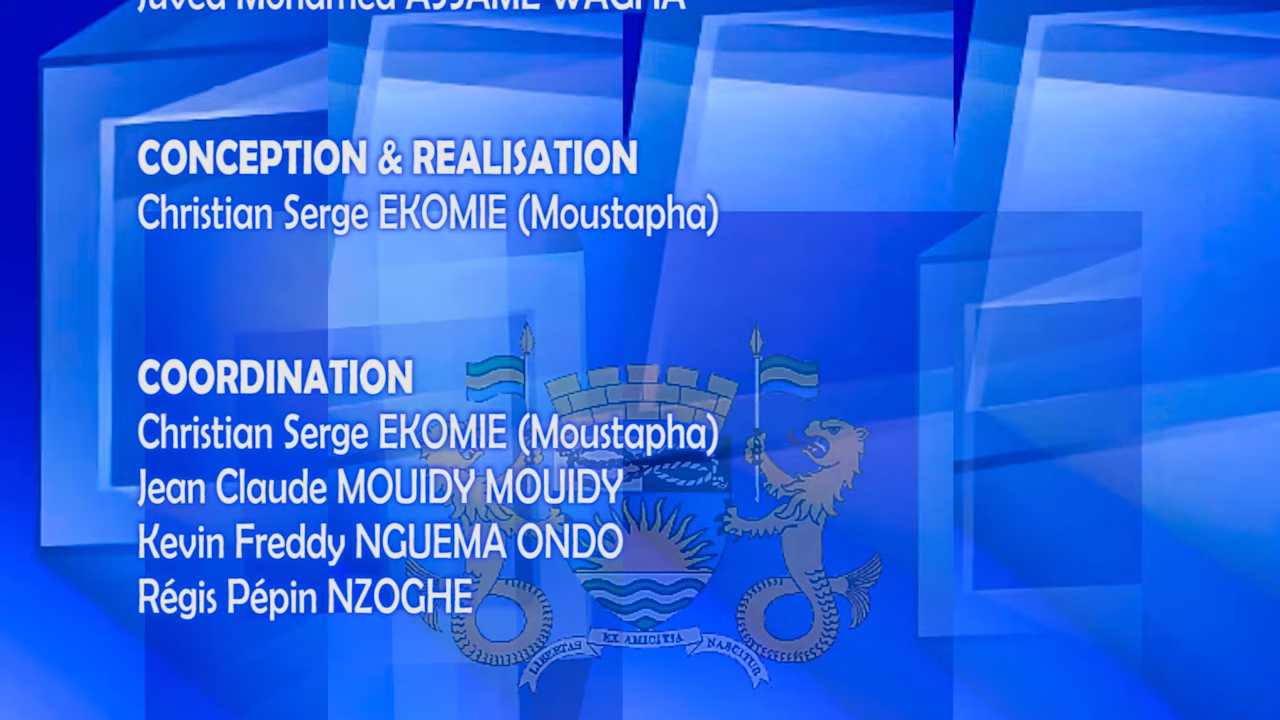 CONCEPTION & REALISATION
Christian Serge EKOMIE (Moustapha)
COORDINATION
Christian Serge EKOMIE (Moustapha)
Jean Claude MOUIDY MOUIDY
Kevin Freddy NGUEMA ONDO
Régis Pépin NZOGHE
LIBERTAS EX AMICITIA NASCITUR